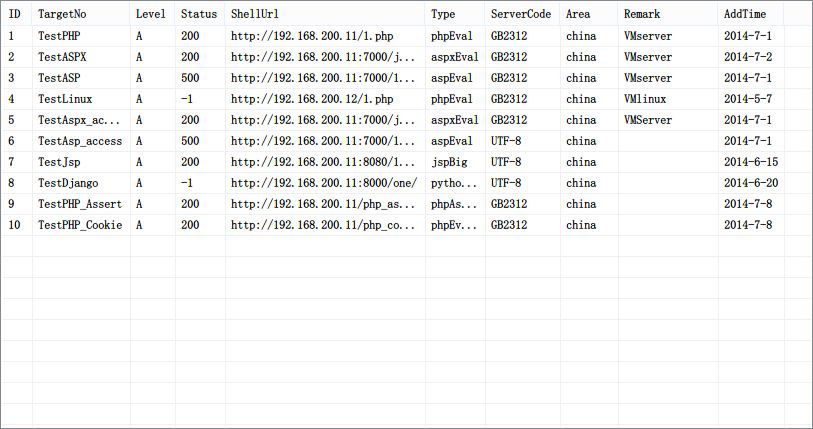 ID TargetNo Level Status ShellUrl Type ServerCode Area Remark AddTime
1 TestPHP A 200 http://192.168.200.11/1.php phpEval GB2312 china VMserver 2014-7-1
2 TestASPX A 200 http://192.168.200.11:7000/j... aspxEval GB2312 china VMserver 2014-7-2
3 TestASP A 500 http://192.168.200.11:7000/1... aspEval GB2312 china VMserver 2014-7-1
4 TestLinux A -1 http://192.168.200.12/1.php phpEval GB2312 china VMlinux 2014-5-7
5 TestAspx_ac... A 200 http://192.168.200.11:7000/j... aspxEval GB2312 china VMServer 2014-7-1
6 TestAsp_access A 500 http://192.168.200.11:7000/1... aspEval UTF-8 china 2014-7-1
7 TestJsp A 200 http://192.168.200.11:8080/1... jspBig UTF-8 china 2014-6-15
8 TestDjango A -1 http://192.168.200.11:8000/one/ pytho... UTF-8 china 2014-6-20
9 TestPHP_Assert A 200 http://192.168.200.11/php_as... phpAs... GB2312 china 2014-7-8
10 TestPHP_Cookie A 200 http://192.168.200.11/php_co... phpEv... GB2312 china 2014-7-8